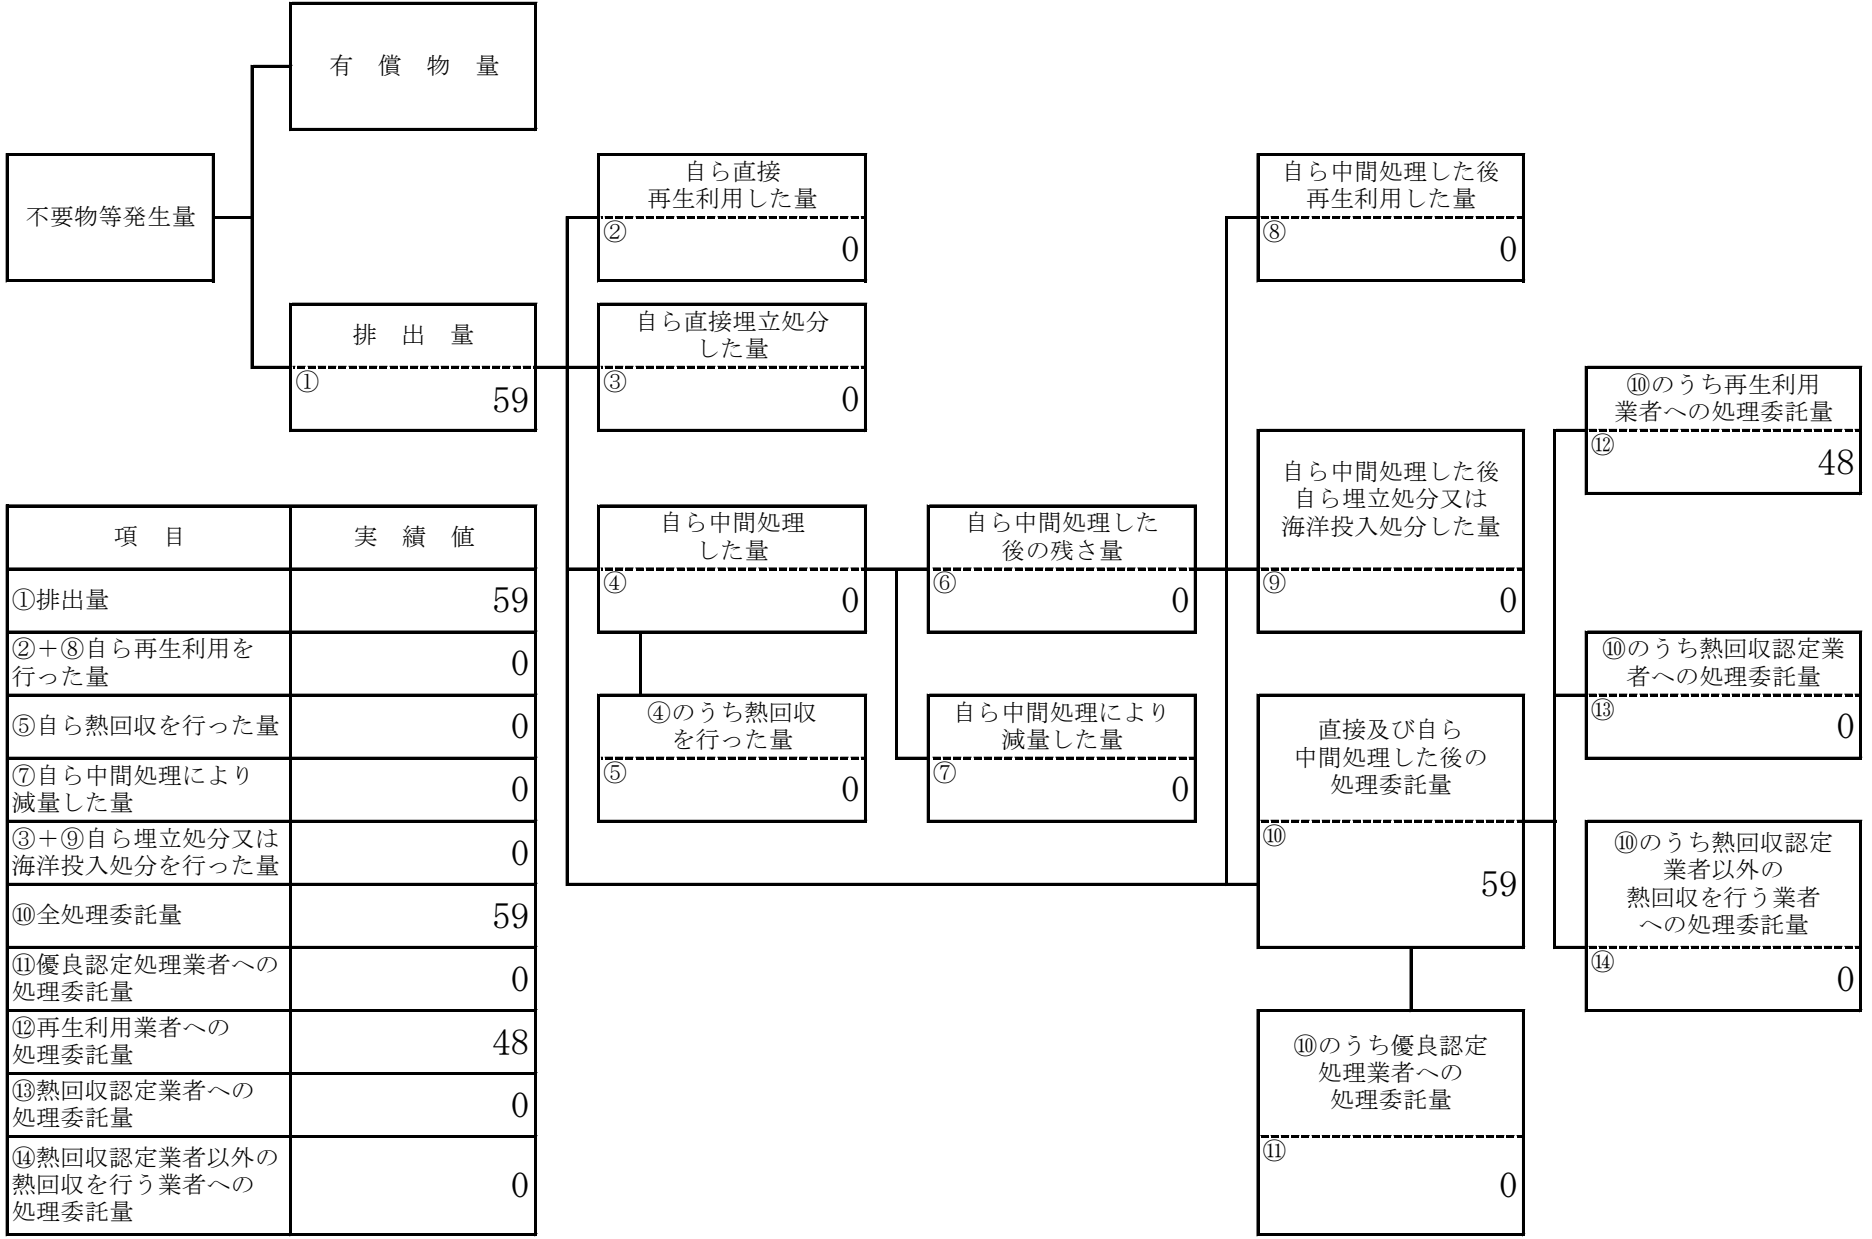 有　償　物　量
不要物等発生量
自ら直接
再生利用した量
②
0
自ら中間処理した後
再生利用した量
⑧
0
排　出　量
①
59
自ら直接埋立処分
した量
③
0
⑩のうち再生利用
業者への処理委託量
⑫
48
自ら中間処理した後
自ら埋立処分又は
海洋投入処分した量
⑨
0
自ら中間処理
した量
④
0
自ら中間処理した
後の残さ量
⑥
0
⑩のうち熱回収認定業
者への処理委託量
⑬
0
④のうち熱回収
を行った量
⑤
0
自ら中間処理により
減量した量
⑦
0
直接及び自ら
中間処理した後の
処理委託量
⑩
59
⑩のうち熱回収認定
業者以外の
熱回収を行う業者
への処理委託量
⑭
0
⑩のうち優良認定
処理業者への
処理委託量
⑪
0
項　目　実　績　値
①排出量　59
②＋⑧自ら再生利用を
行った量　0
⑤自ら熱回収を行った量　0
⑦自ら中間処理により
減量した量　0
③＋⑨自ら埋立処分又は
海洋投入処分を行った量　0
⑩全処理委託量　59
⑪優良認定処理業者への
処理委託量　0
⑫再生利用業者への
処理委託量　48
⑬熱回収認定業者への
処理委託量　0
⑭熱回収認定業者以外の
熱回収を行う業者への
処理委託量　0